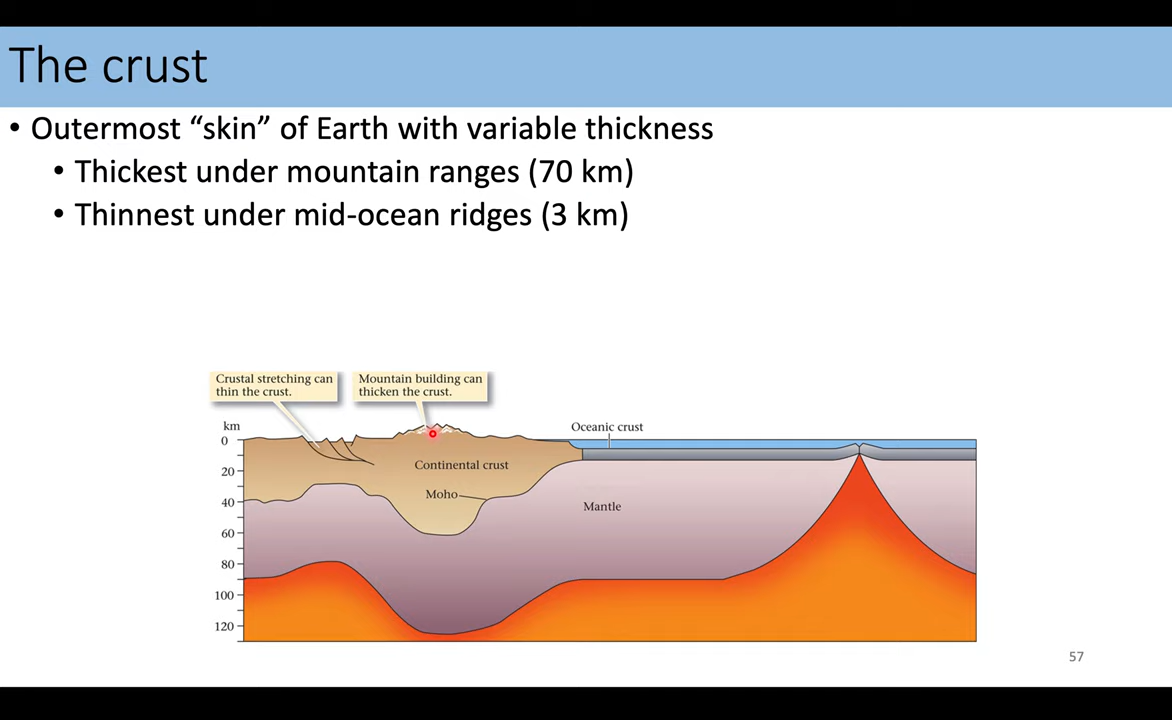 The crust
• Outermost “skin” of Earth with variable thickness
• Thickest under mountain ranges (70 km)
• Thinnest under mid-ocean ridges (3 km)
Crustal stretching can
thin the crust.
Mountain building can
thicken the crust.
km
Oceanic crust
0
20
40
60
80
100
120
Continental crust
Moho
Mantle
57